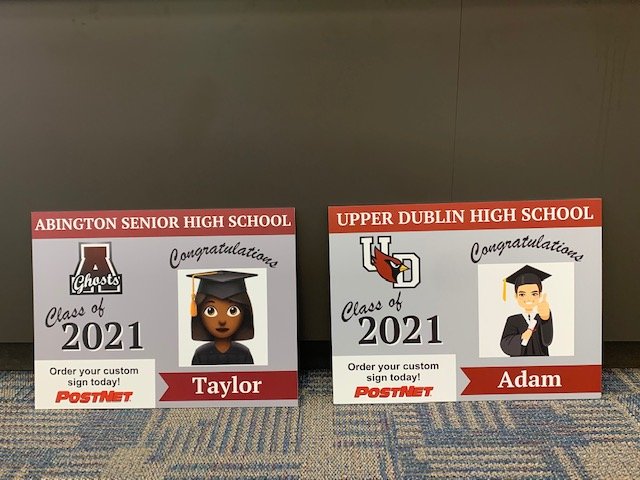 ABINGTON SENIOR HIGH SCHOOL
A
Ghosts
Congratulations
Class of
2021
Order your custom
sign today!
POSTNET
Taylor
UPPER DUBLIN HIGH SCHOOL
UD
Congratulations
Class of
2021
Order your custom
sign today!
POSTNET
Adam